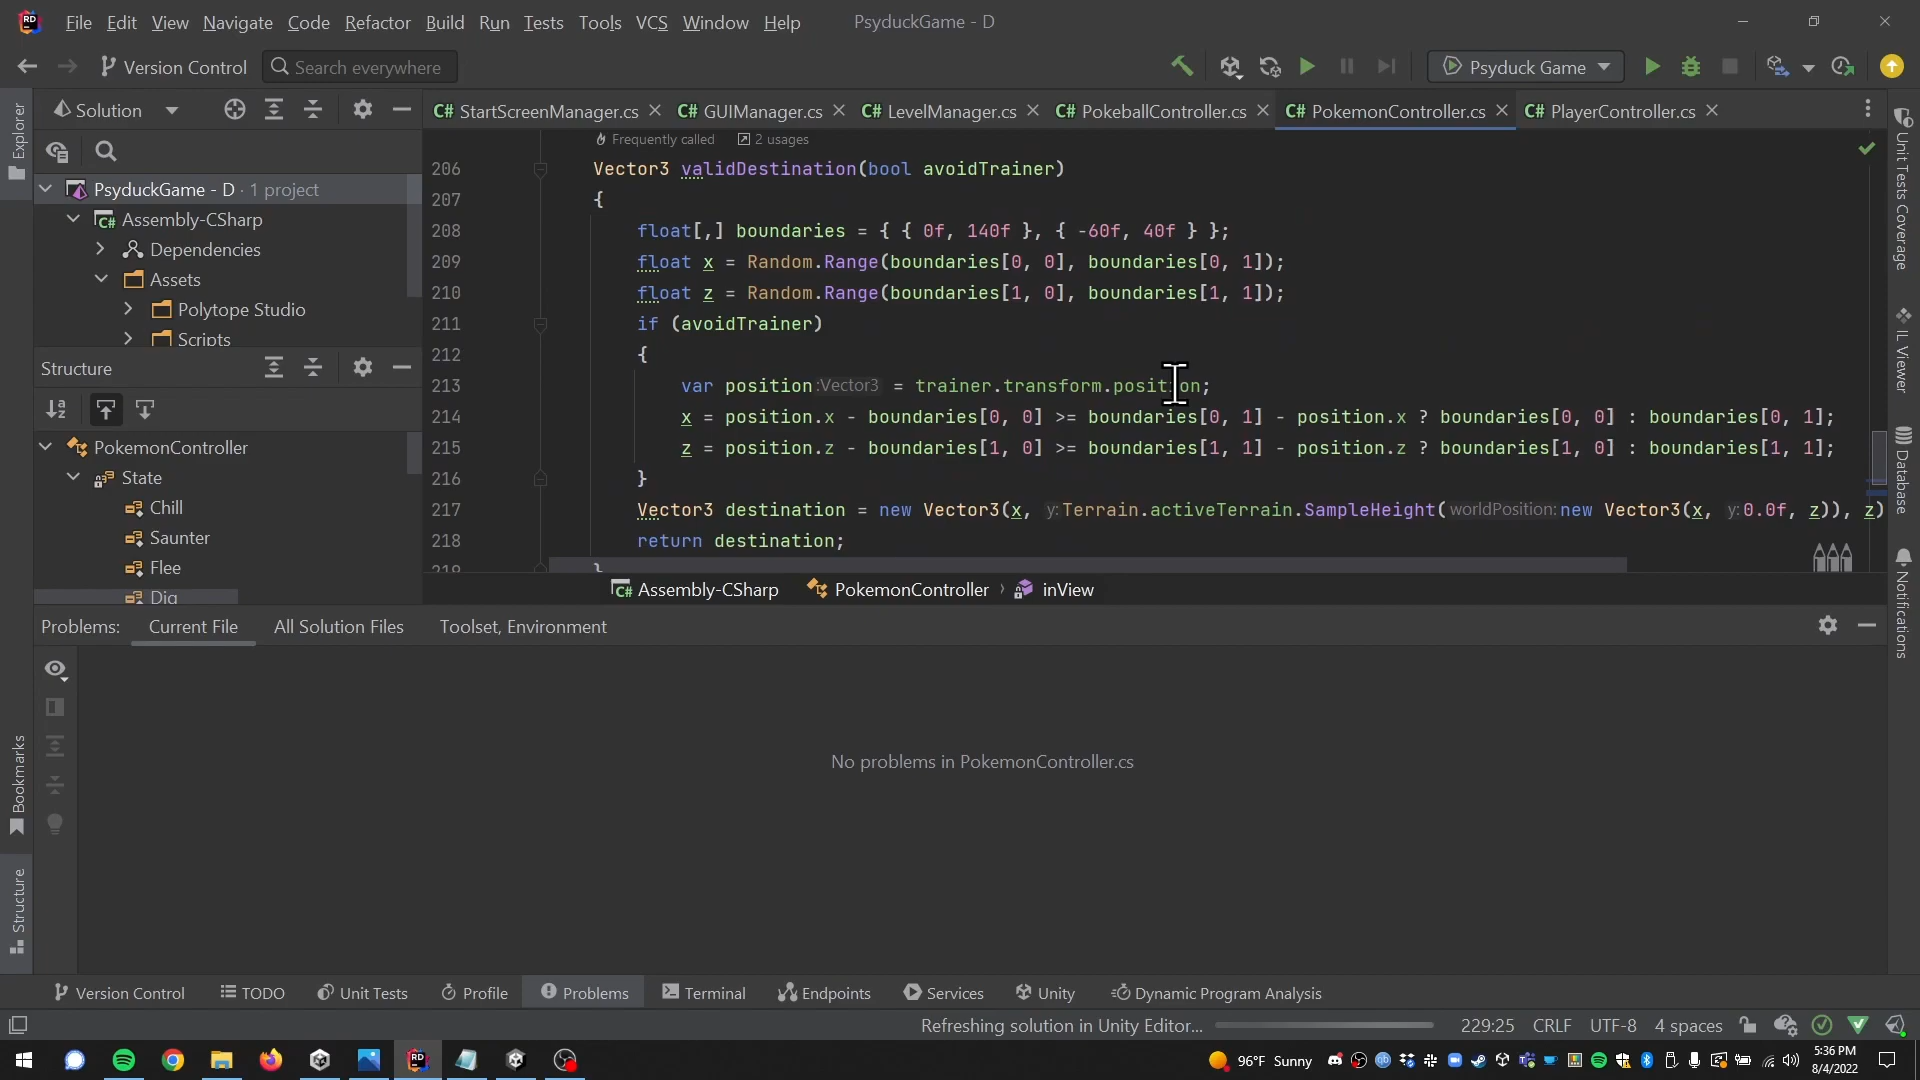 RD File Edit View Navigate Code Refactor Build Run Tests Tools VCS Window Help PsyduckGame - D
Version Control Search everywhere Psyduck Game
Explorer
Solution
C# StartScreenManager.cs C# GUIManager.cs C# LevelManager.cs C# PokeballController.cs C# PokemonController.cs C# PlayerController.cs
PsyduckGame - D · 1 project
Assembly-CSharp
Dependencies
Assets
Polytope Studio
Scripts
Structure
PokemonController
State
Chill
Saunter
Flee
Dig
Frequently called 2 usages
206 Vector3 validDestination(bool avoidTrainer)
207 {
208 float[,] boundaries = { { 0f, 140f }, { -60f, 40f } };
209 float x = Random.Range(boundaries[0, 0], boundaries[0, 1]);
210 float z = Random.Range(boundaries[1, 0], boundaries[1, 1]);
211 if (avoidTrainer)
212 {
213 var position :Vector3 = trainer.transform.position;
214 x = position.x - boundaries[0, 0] >= boundaries[0, 1] - position.x ? boundaries[0, 0] : boundaries[0, 1];
215 z = position.z - boundaries[1, 0] >= boundaries[1, 1] - position.z ? boundaries[1, 0] : boundaries[1, 1];
216 }
217 Vector3 destination = new Vector3(x, y: Terrain.activeTerrain.SampleHeight( worldPosition: new Vector3(x, y: 0.0f, z)), z)
218 return destination;
219 }
Assembly-CSharp PokemonController › inView
Unit Tests Coverage
IL Viewer
Database
Notifications
Problems: Current File All Solution Files Toolset, Environment
No problems in PokemonController.cs
Bookmarks
Structure
Version Control TODO Unit Tests Profile Problems Terminal Endpoints Services Unity Dynamic Program Analysis
Refreshing solution in Unity Editor... 229:25 CRLF UTF-8 4 spaces
RD 96°F Sunny 5:36 PM
8/4/2022